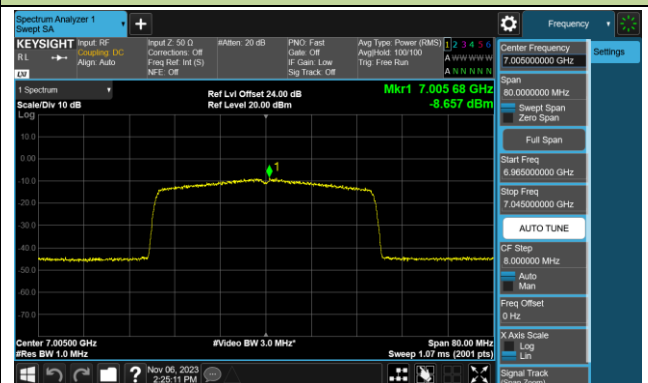 Spectrum Analyzer 1
Swept SA
Frequency
KEYSIGHT
RL
LXI
Input: RF
Coupling: DC
Align: Auto
Input Z: 50 Ω
Corrections: Off
Freq Ref: Int (S)
NFE: Off
#Atten: 20 dB
PNO: Fast
Gate: Off
IF Gain: Low
Sig Track: Off
Avg Type: Power (RMS)
Avg|Hold: 100/100
Trig: Free Run
1 2 3 4 5 6
A W W W W W
A N N N N N
1 Spectrum
Scale/Div 10 dB
Log
Ref Lvl Offset 24.00 dB
Ref Level 20.00 dBm
Mkr1 7.005 68 GHz
-8.657 dBm
10.0
0.00
-10.0
-20.0
-30.0
-40.0
-50.0
-60.0
-70.0
1
Center 7.00500 GHz
#Res BW 1.0 MHz
#Video BW 3.0 MHz*
Span 80.00 MHz
Sweep 1.07 ms (2001 pts)
Nov 06, 2023
2:25:11 PM
Center Frequency
7.005000000 GHz
Settings
Span
80.0000000 MHz
Swept Span
Zero Span
Full Span
Start Freq
6.965000000 GHz
Stop Freq
7.045000000 GHz
AUTO TUNE
CF Step
8.000000 MHz
Auto
Man
Freq Offset
0 Hz
X Axis Scale
Log
Lin
Signal Track
(Span Zoom)